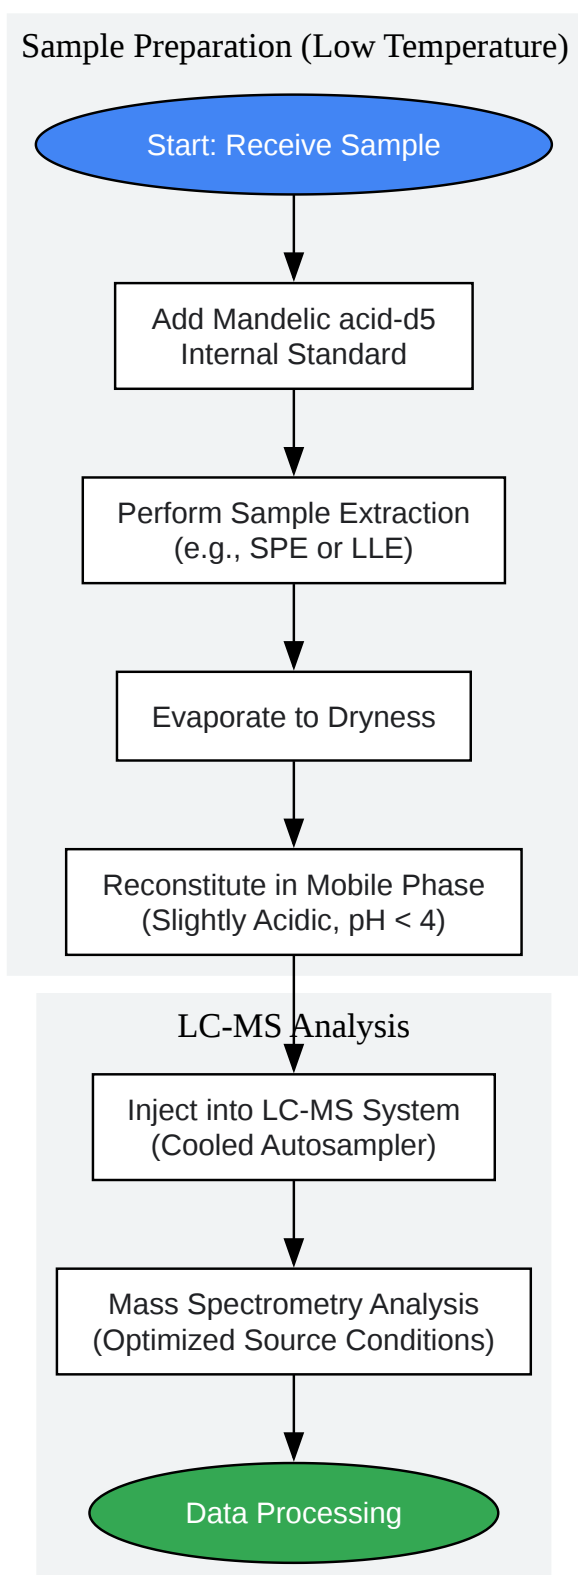 Sample Preparation (Low Temperature)
Start: Receive Sample
Add Mandelic acid-d5
Internal Standard
Perform Sample Extraction
(e.g., SPE or LLE)
Evaporate to Dryness
Reconstitute in Mobile Phase
(Slightly Acidic, pH < 4)
LC-MS Analysis
Inject into LC-MS System
(Cooled Autosampler)
Mass Spectrometry Analysis
(Optimized Source Conditions)
Data Processing